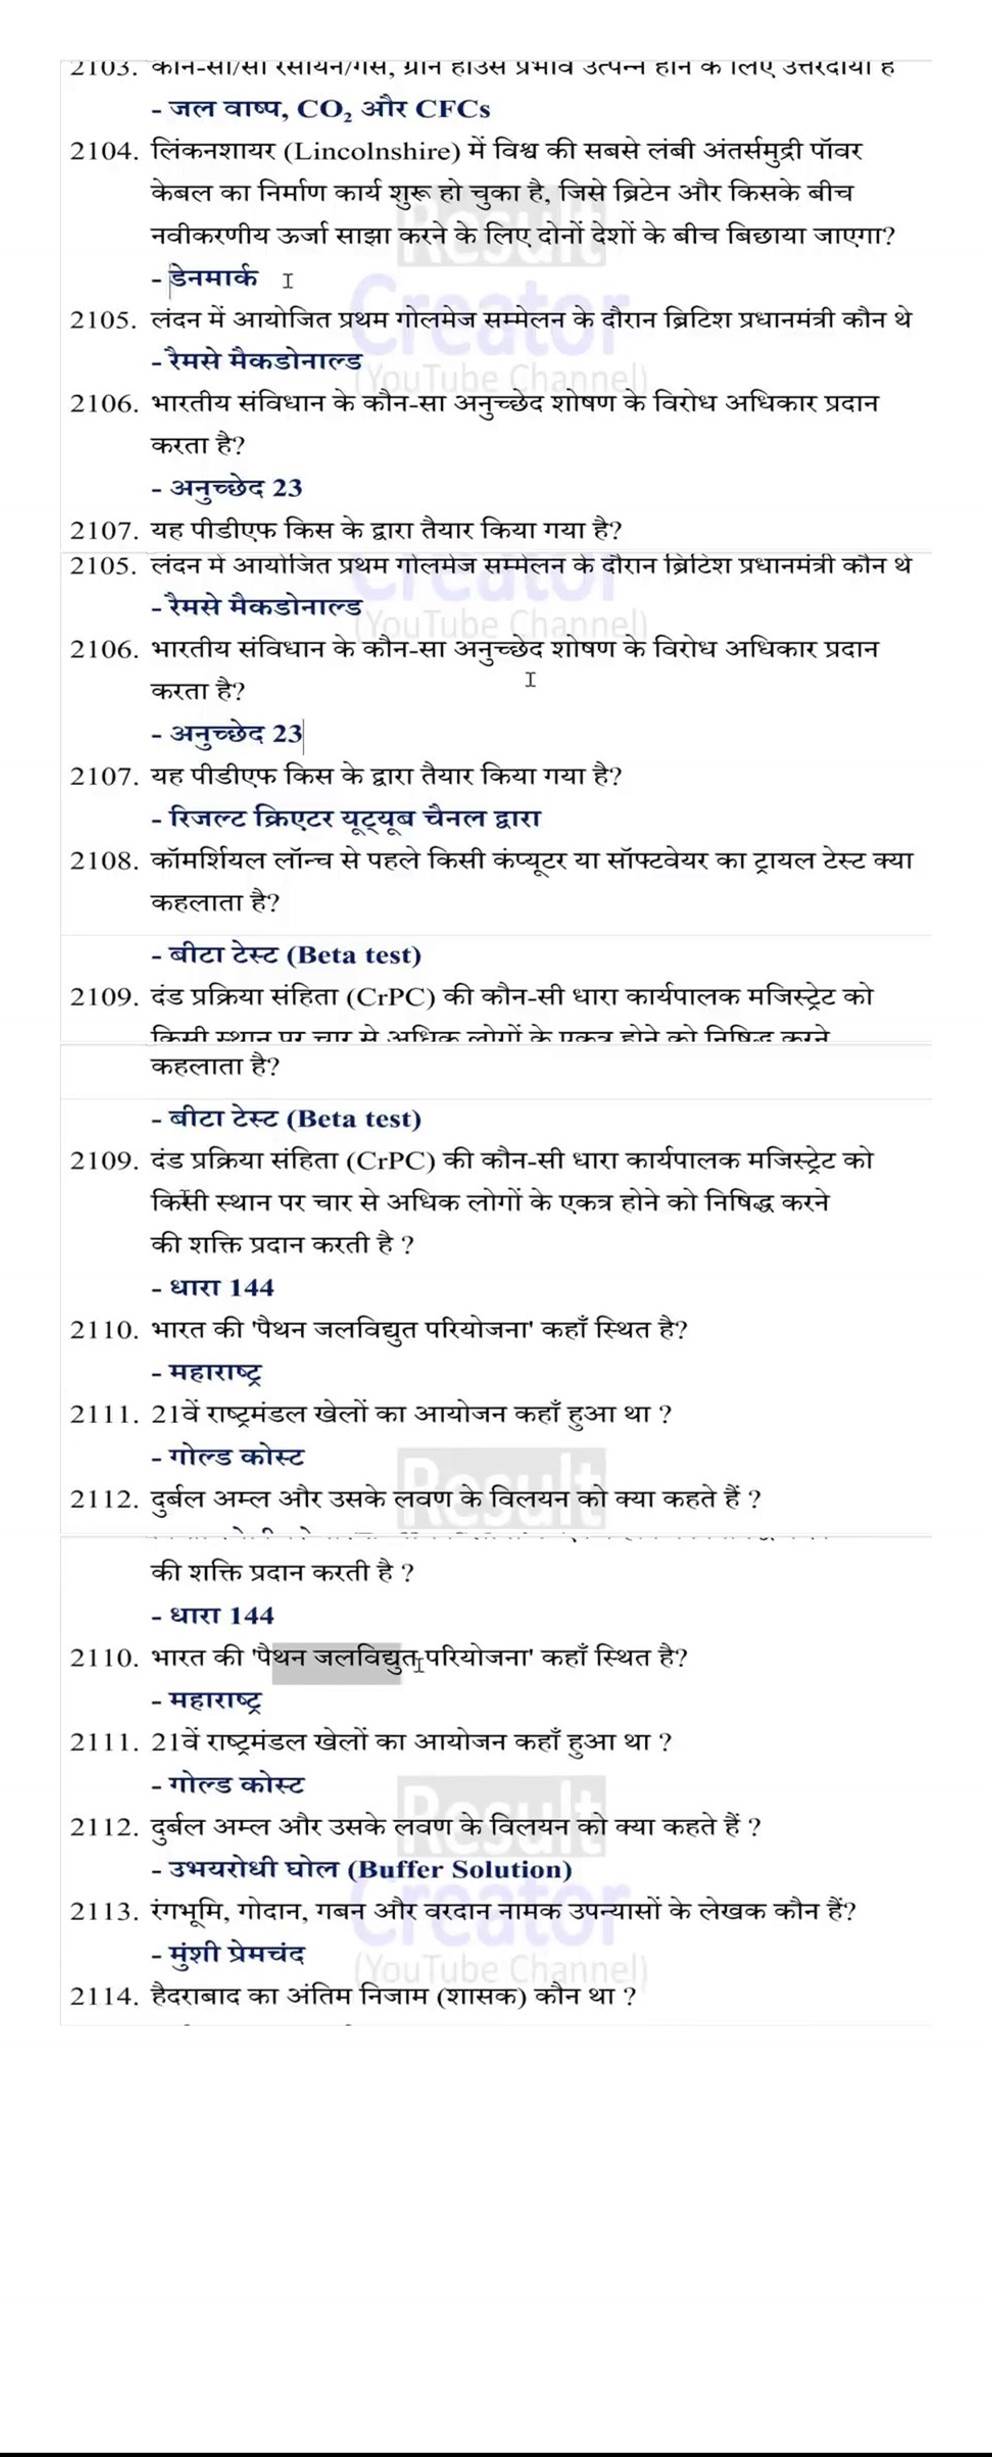 2103. कौन-सा/सी रसायन/गैस, ग्रीन हाउस प्रभाव उत्पन्न होने के लिए उत्तरदायी है
- जल वाष्प, CO₂ और CFCs
2104. लिंकनशायर (Lincolnshire) में विश्व की सबसे लंबी अंतर्समुद्री पॉवर
केबल का निर्माण कार्य शुरू हो चुका है, जिसे ब्रिटेन और किसके बीच
नवीकरणीय ऊर्जा साझा करने के लिए दोनों देशों के बीच बिछाया जाएगा?
- डेनमार्क
2105. लंदन में आयोजित प्रथम गोलमेज सम्मेलन के दौरान ब्रिटिश प्रधानमंत्री कौन थे
- रैमसे मैकडोनाल्ड
2106. भारतीय संविधान के कौन-सा अनुच्छेद शोषण के विरोध अधिकार प्रदान
करता है?
- अनुच्छेद 23
2107. यह पीडीएफ किस के द्वारा तैयार किया गया है?
2105. लंदन में आयोजित प्रथम गोलमेज सम्मेलन के दौरान ब्रिटिश प्रधानमंत्री कौन थे
- रैमसे मैकडोनाल्ड
2106. भारतीय संविधान के कौन-सा अनुच्छेद शोषण के विरोध अधिकार प्रदान
करता है?
- अनुच्छेद 23
2107. यह पीडीएफ किस के द्वारा तैयार किया गया है?
- रिजल्ट क्रिएटर यूट्यूब चैनल द्वारा
2108. कॉमर्शियल लॉन्च से पहले किसी कंप्यूटर या सॉफ्टवेयर का ट्रायल टेस्ट क्या
कहलाता है?
- बीटा टेस्ट (Beta test)
2109. दंड प्रक्रिया संहिता (CrPC) की कौन-सी धारा कार्यपालक मजिस्ट्रेट को
किसी स्थान पर चार से अधिक लोगों के एकत्र होने को निषिद्ध करने
कहलाता है?
- बीटा टेस्ट (Beta test)
2109. दंड प्रक्रिया संहिता (CrPC) की कौन-सी धारा कार्यपालक मजिस्ट्रेट को
किसी स्थान पर चार से अधिक लोगों के एकत्र होने को निषिद्ध करने
की शक्ति प्रदान करती है ?
- धारा 144
2110. भारत की 'पैथन जलविद्युत परियोजना' कहाँ स्थित है?
- महाराष्ट्र
2111. 21वें राष्ट्रमंडल खेलों का आयोजन कहाँ हुआ था ?
- गोल्ड कोस्ट
2112. दुर्बल अम्ल और उसके लवण के विलयन को क्या कहते हैं ?
की शक्ति प्रदान करती है ?
- धारा 144
2110. भारत की 'पैथन जलविद्युत परियोजना' कहाँ स्थित है?
- महाराष्ट्र
2111. 21वें राष्ट्रमंडल खेलों का आयोजन कहाँ हुआ था ?
- गोल्ड कोस्ट
2112. दुर्बल अम्ल और उसके लवण के विलयन को क्या कहते हैं ?
- उभयरोधी घोल (Buffer Solution)
2113. रंगभूमि, गोदान, गबन और वरदान नामक उपन्यासों के लेखक कौन हैं?
- मुंशी प्रेमचंद
2114. हैदराबाद का अंतिम निजाम (शासक) कौन था ?
Result
Creator
(YouTube Channel)
Creator
(YouTube Channel)
Result
Result
Creator
(YouTube Channel)